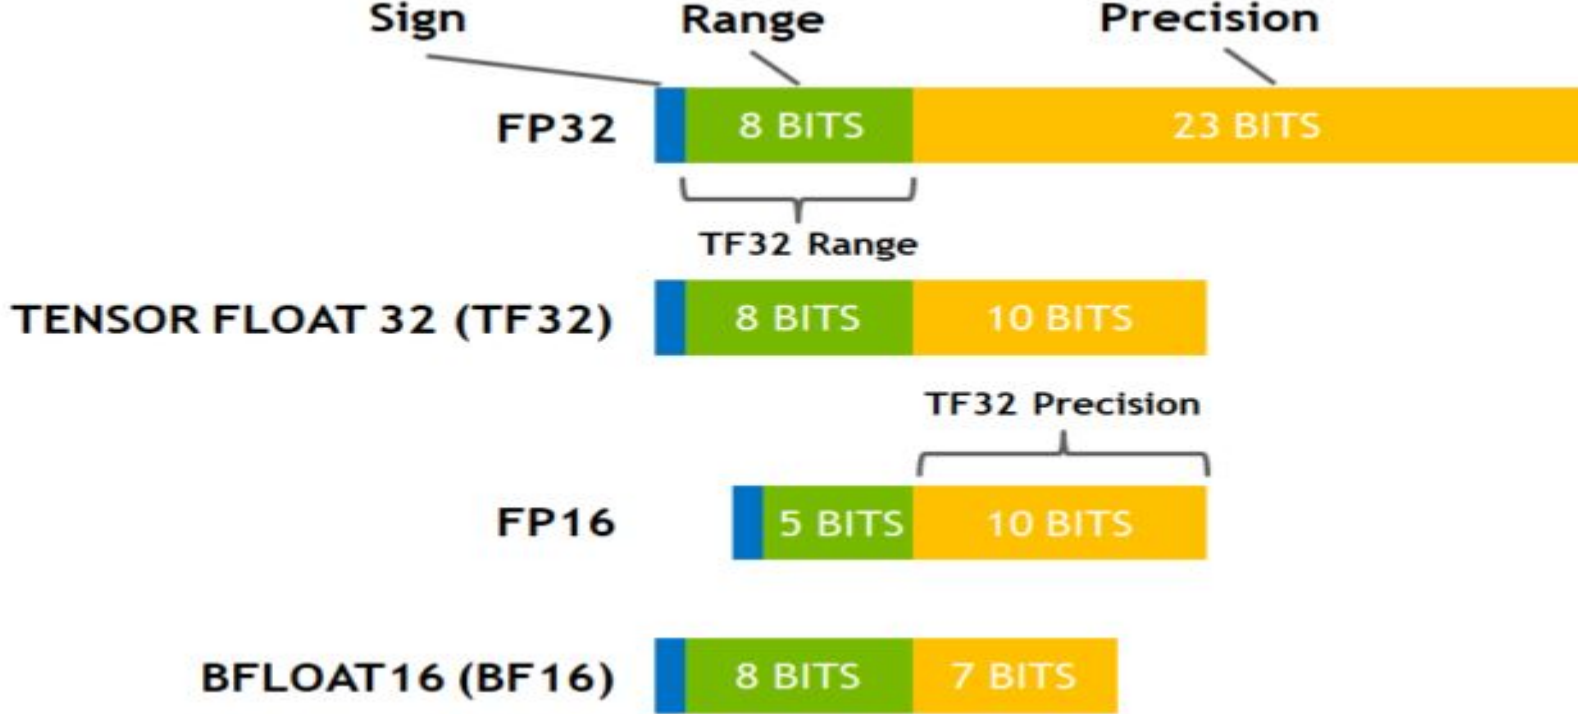 Sign Range Precision
FP32 8 BITS 23 BITS
TF32 Range
TENSOR FLOAT 32 (TF32) 8 BITS 10 BITS
TF32 Precision
FP16 5 BITS 10 BITS
BFLOAT16 (BF16) 8 BITS 7 BITS